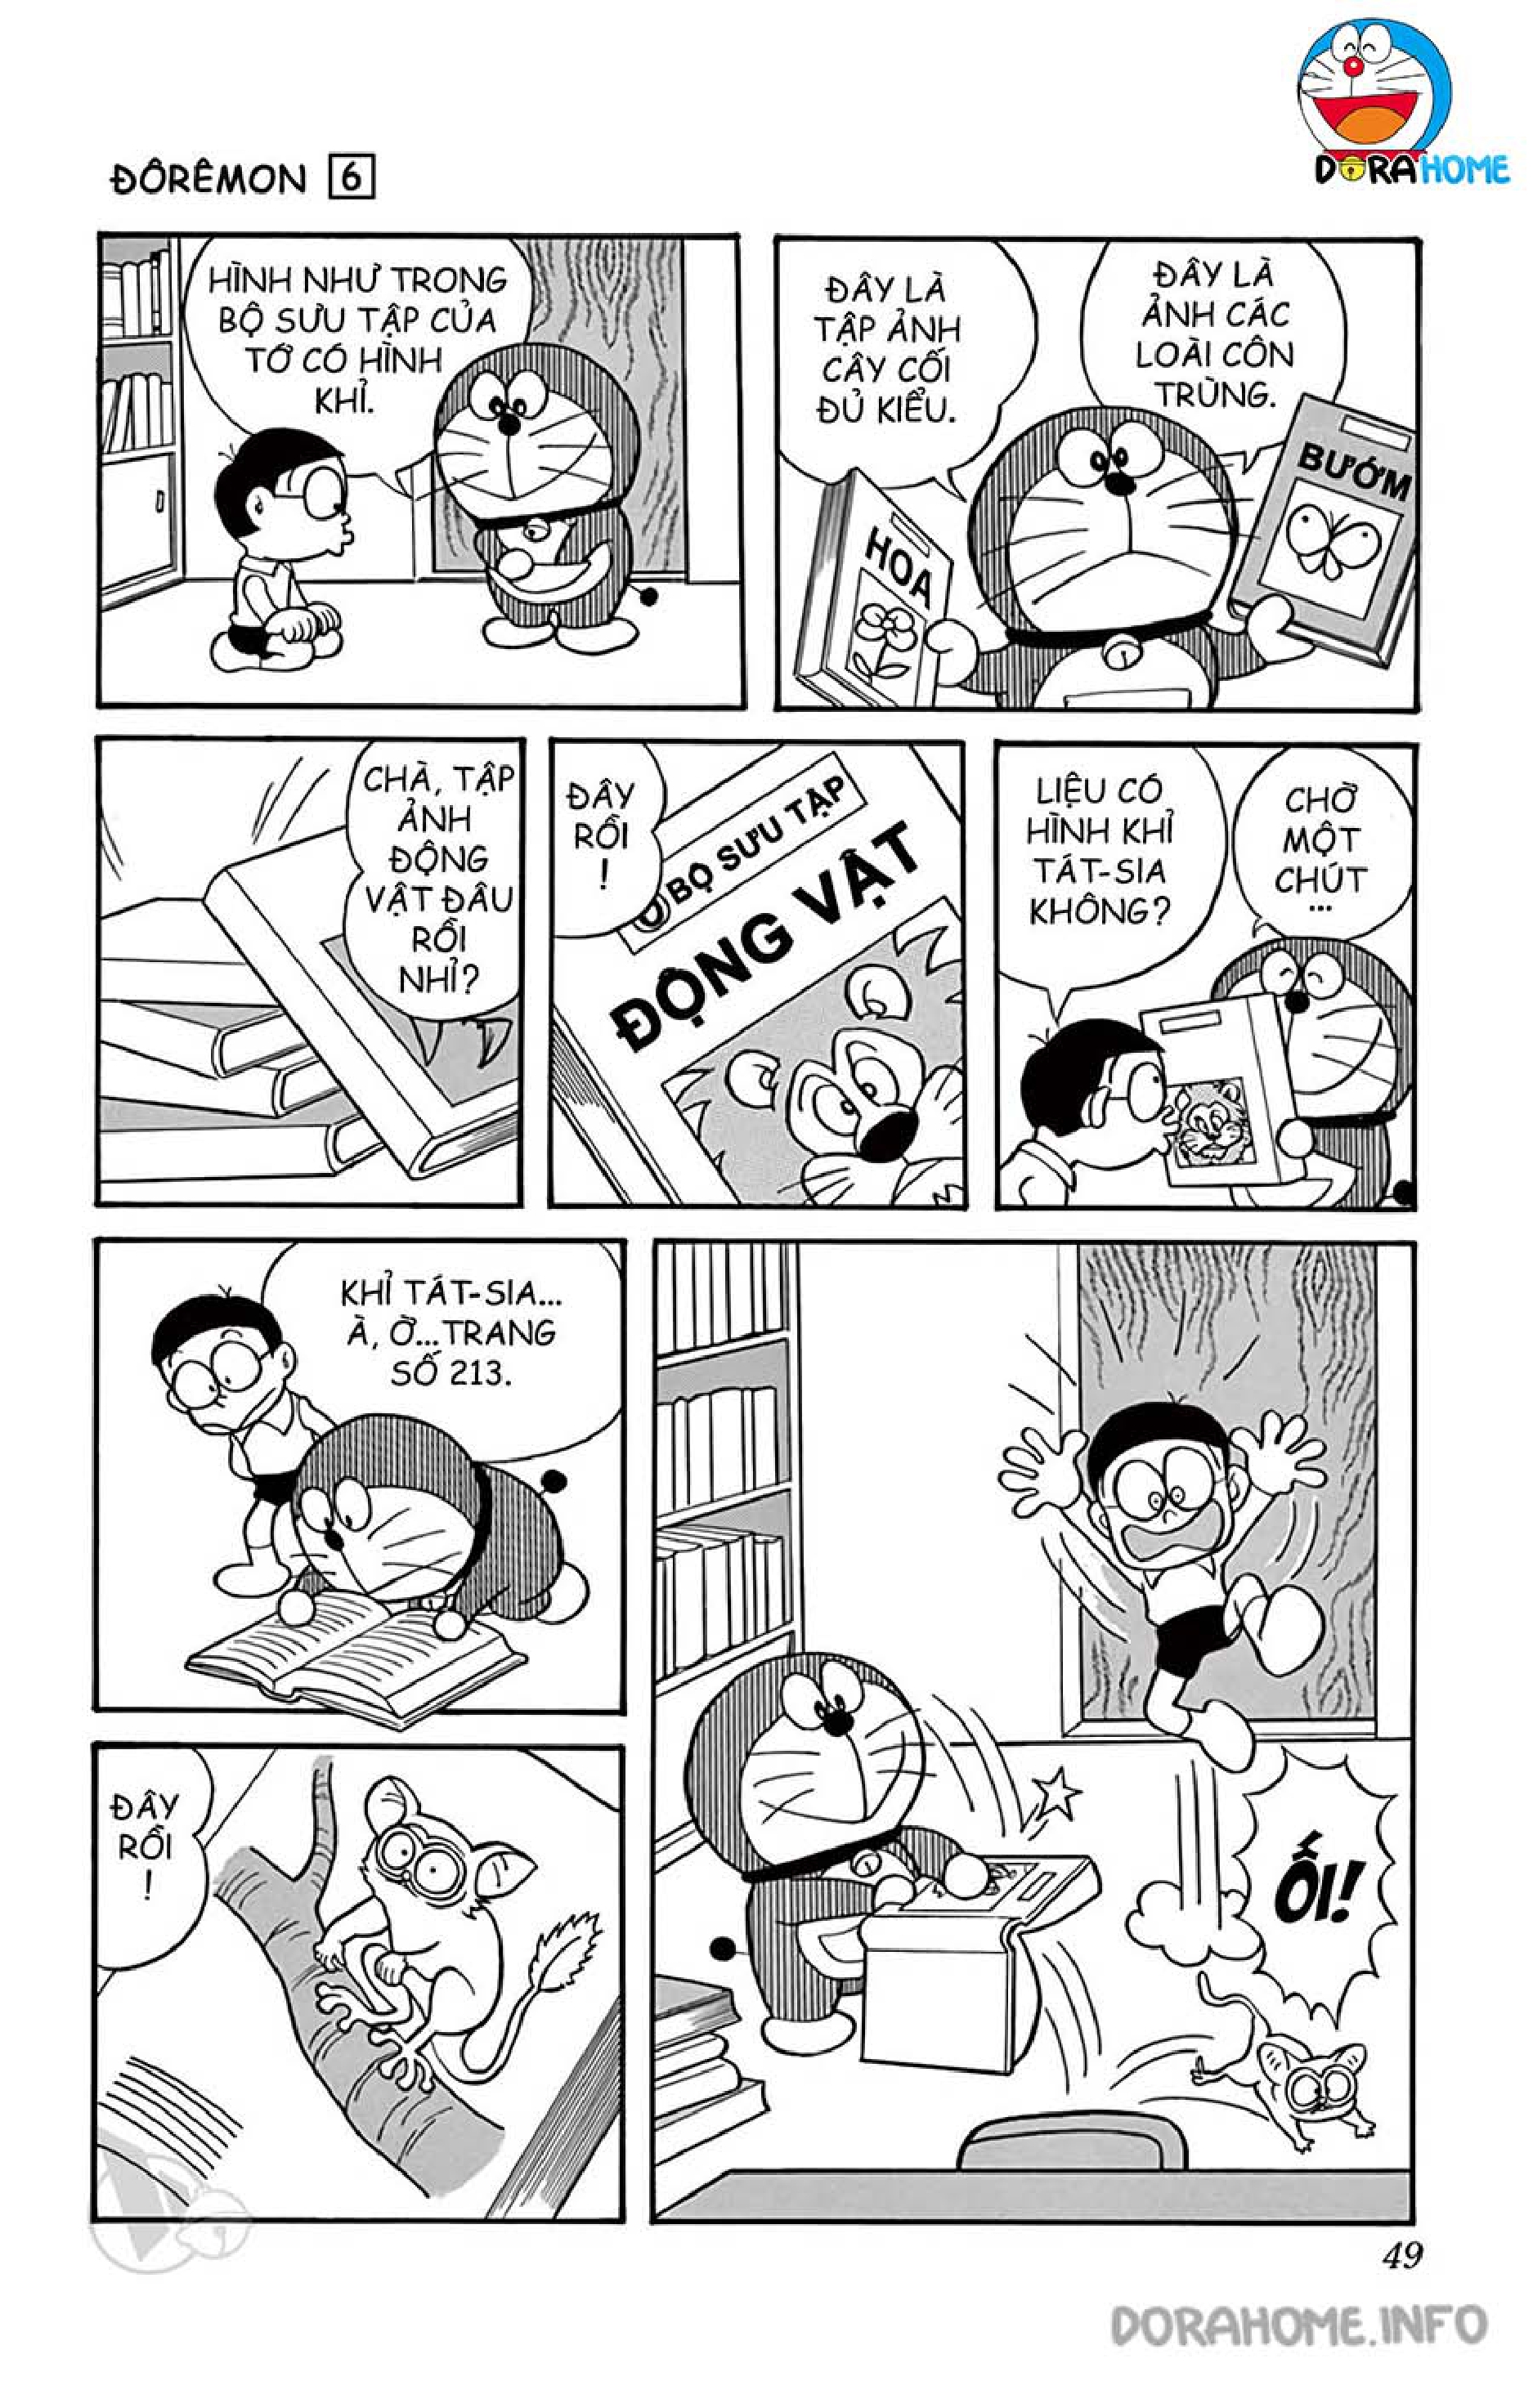 DORAHOME
ĐÔRÊMON 6
HÌNH NHƯ TRONG
BỘ SƯU TẬP CỦA
TỚ CÓ HÌNH
KHỈ.
ĐÂY LÀ
TẬP ẢNH
CÂY CỐI
ĐỦ KIỂU.
ĐÂY LÀ
ẢNH CÁC
LOÀI CÔN
TRÙNG.
HOA
BƯỚM
CHÀ, TẬP
ẢNH
ĐỘNG
VẬT ĐÂU
RỒI
NHỈ?
ĐÂY
RỒI
!
BỘ SƯU TẬP
ĐỘNG VẬT
LIỆU CÓ
HÌNH KHỈ
TÁT-SIA
KHÔNG?
CHỜ
MỘT
CHÚT
...
KHỈ TÁT-SIA...
À, Ờ...TRANG
SỐ 213.
ĐÂY
RỒI
!
ỐI!
49
DORAHOME.INFO